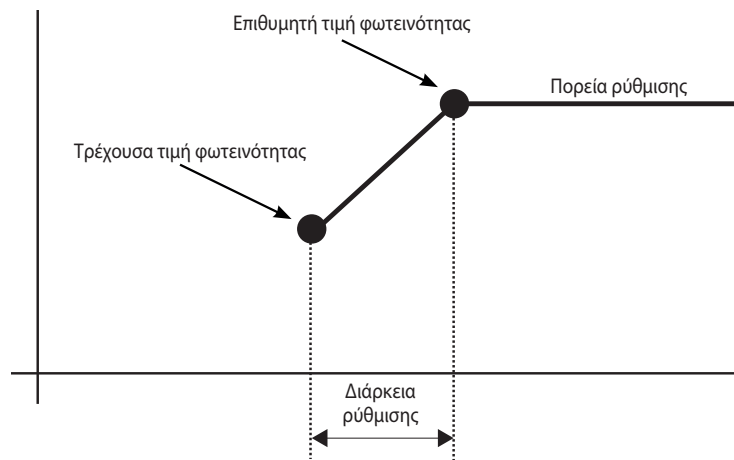 Επιθυμητή τιμή φωτεινότητας
Πορεία ρύθμισης
Τρέχουσα τιμή φωτεινότητας
Διάρκεια
ρύθμισης